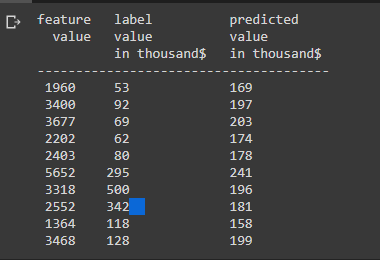 feature label predicted
value value value
in thousand$ in thousand$
--------------------------------------
1960 53 169
3400 92 197
3677 69 203
2202 62 174
2403 80 178
5652 295 241
3318 500 196
2552 342 181
1364 118 158
3468 128 199